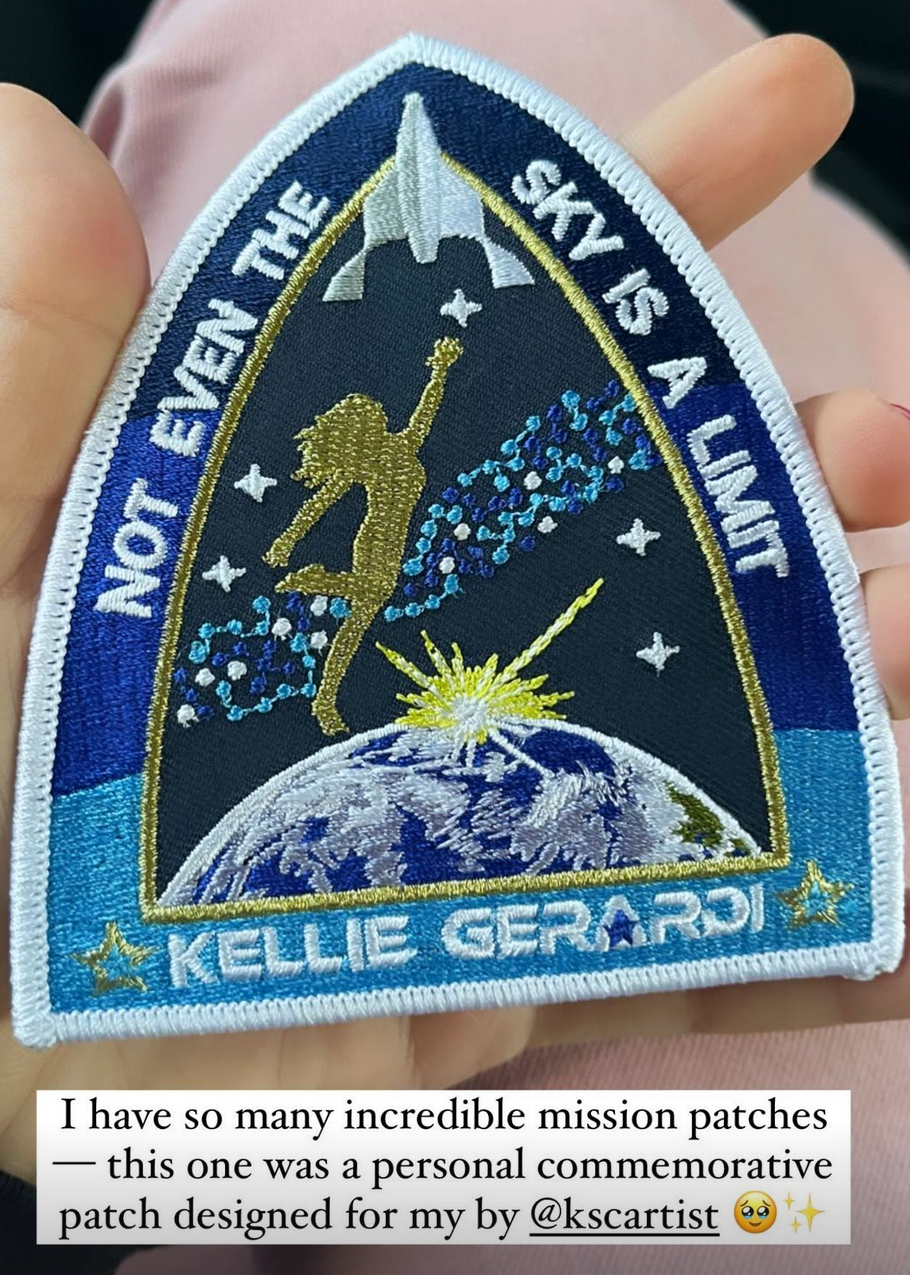 NOT EVEN THE
SKY IS A LIMIT
KELLIE GERARDI
I have so many incredible mission patches
— this one was a personal commemorative
patch designed for my by @kscartist 🥹✨